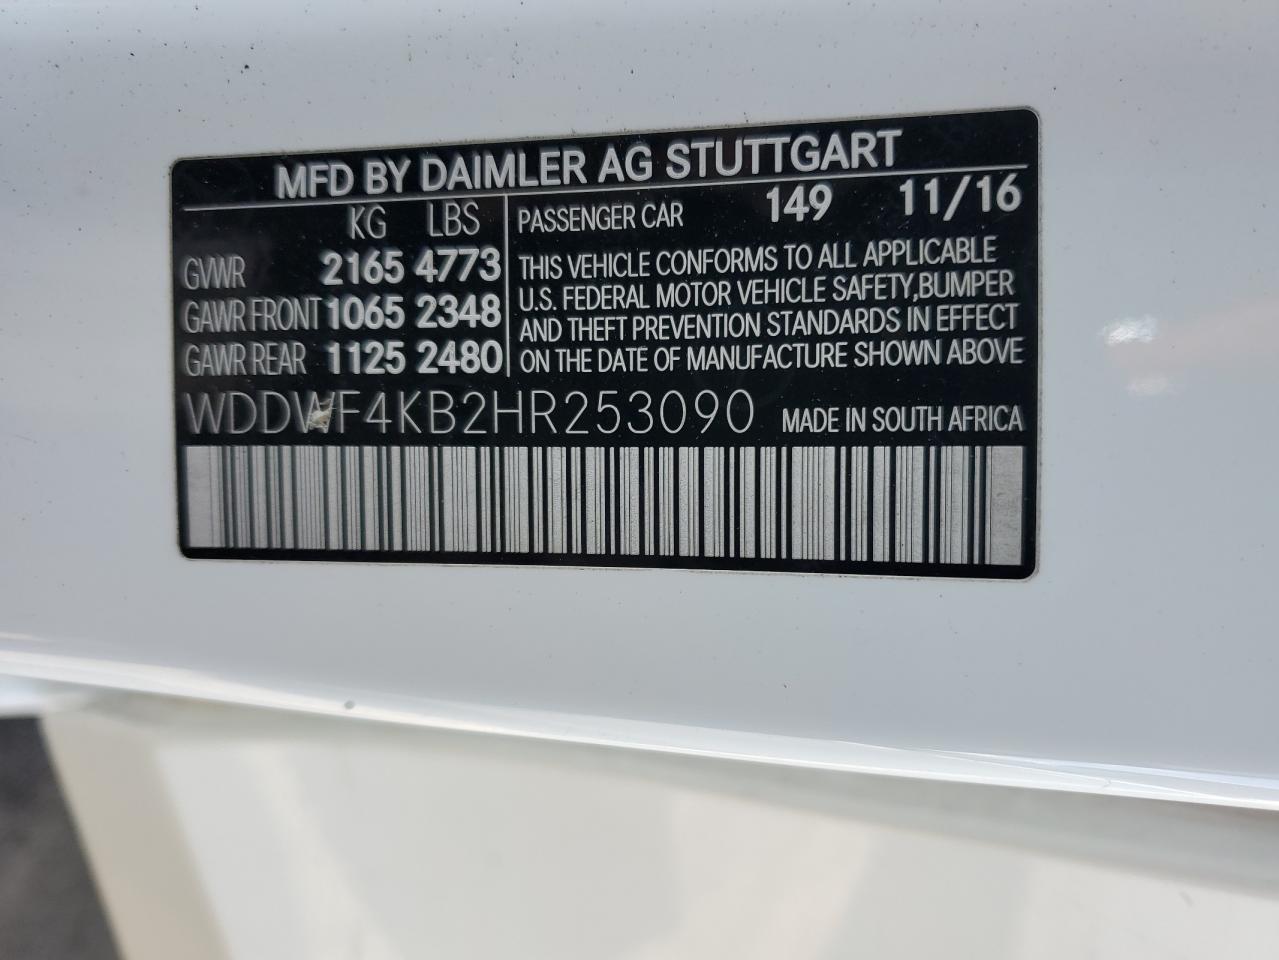 MFD BY DAIMLER AG STUTTGART
KG LBS
GVWR 2165 4773
GAWR FRONT 1065 2348
GAWR REAR 1125 2480
PASSENGER CAR 149 11/16
THIS VEHICLE CONFORMS TO ALL APPLICABLE
U.S. FEDERAL MOTOR VEHICLE SAFETY,BUMPER
AND THEFT PREVENTION STANDARDS IN EFFECT
ON THE DATE OF MANUFACTURE SHOWN ABOVE
WDDWF4KB2HR253090 MADE IN SOUTH AFRICA